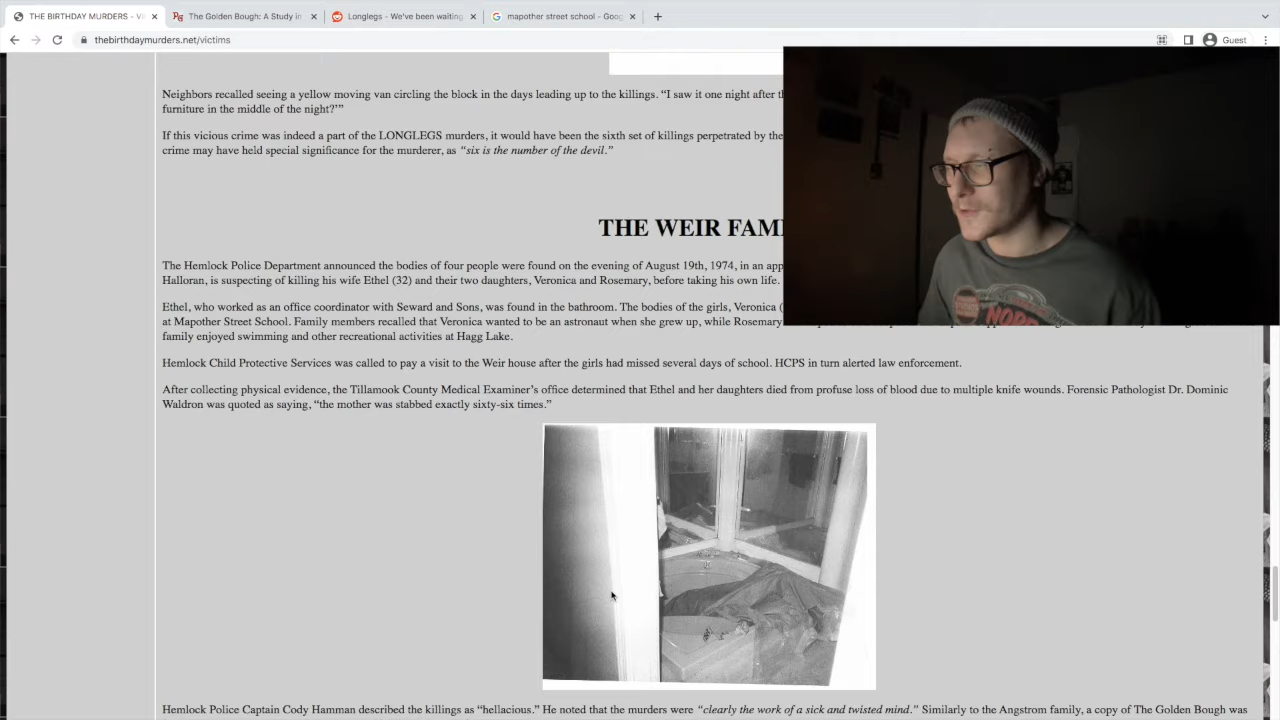 THE BIRTHDAY MURDERS - VI
The Golden Bough: A Study in
Longlegs - We've been waiting
mapother street school - Goog
thebirthdaymurders.net/victims
Guest
Neighbors recalled seeing a yellow moving van circling the block in the days leading up to the killings. “I saw it one night after th
furniture in the middle of the night?’”
If this vicious crime was indeed a part of the LONGLEGS murders, it would have been the sixth set of killings perpetrated by the
crime may have held special significance for the murderer, as “six is the number of the devil.”
THE WEIR FAMI
The Hemlock Police Department announced the bodies of four people were found on the evening of August 19th, 1974, in an app
Halloran, is suspecting of killing his wife Ethel (32) and their two daughters, Veronica and Rosemary, before taking his own life.
Ethel, who worked as an office coordinator with Seward and Sons, was found in the bathroom. The bodies of the girls, Veronica (
at Mapother Street School. Family members recalled that Veronica wanted to be an astronaut when she grew up, while Rosemary
family enjoyed swimming and other recreational activities at Hagg Lake.
Hemlock Child Protective Services was called to pay a visit to the Weir house after the girls had missed several days of school. HCPS in turn alerted law enforcement.
After collecting physical evidence, the Tillamook County Medical Examiner’s office determined that Ethel and her daughters died from profuse loss of blood due to multiple knife wounds. Forensic Pathologist Dr. Dominic
Waldron was quoted as saying, “the mother was stabbed exactly sixty-six times.”
Hemlock Police Captain Cody Hamman described the killings as “hellacious.” He noted that the murders were “clearly the work of a sick and twisted mind.” Similarly to the Angstrom family, a copy of The Golden Bough was